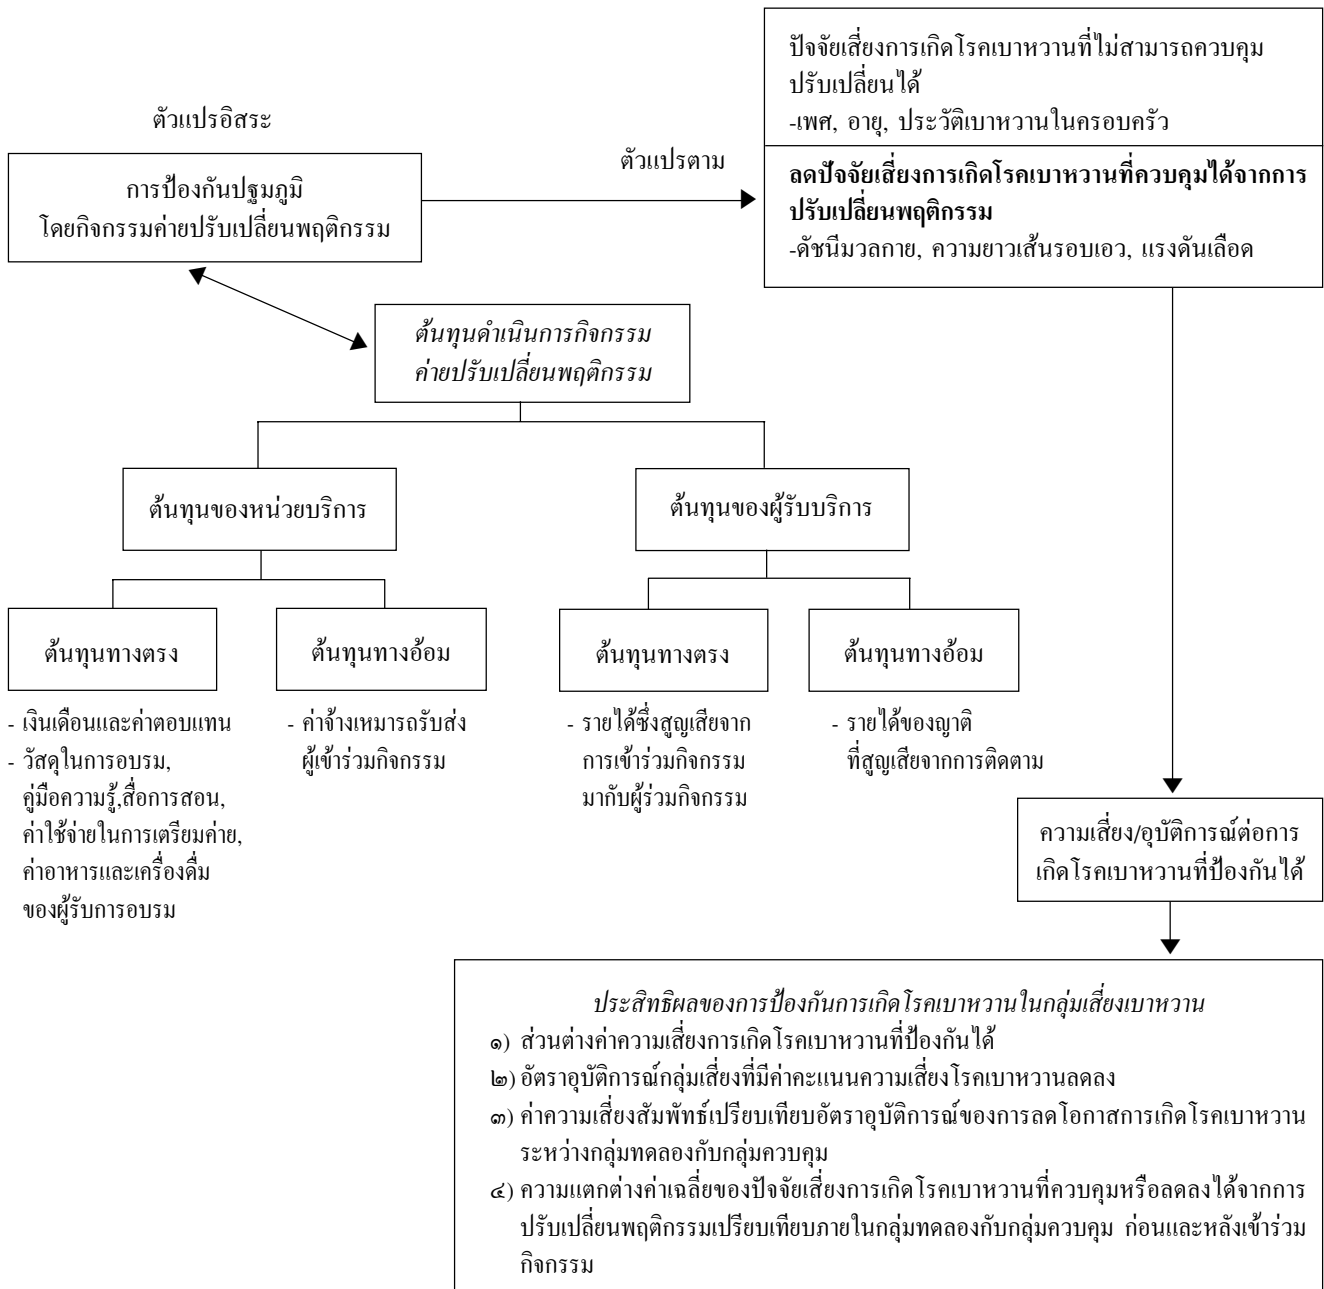 ปัจจัยเสี่ยงการเกิดโรคเบาหวานที่ไม่สามารถควบคุม
ปรับเปลี่ยนได้
-เพศ, อายุ, ประวัติเบาหวานในครอบครัว
ตัวแปรอิสระ
ตัวแปรตาม
การป้องกันปฐมภูมิ
โดยกิจกรรมค่ายปรับเปลี่ยนพฤติกรรม
ลดปัจจัยเสี่ยงการเกิดโรคเบาหวานที่ควบคุมได้จากการ
ปรับเปลี่ยนพฤติกรรม
-ดัชนีมวลกาย, ความยาวเส้นรอบเอว, แรงดันเลือด
ต้นทุนดำเนินการกิจกรรม
ค่ายปรับเปลี่ยนพฤติกรรม
ต้นทุนของหน่วยบริการ
ต้นทุนของผู้รับบริการ
ต้นทุนทางตรง
ต้นทุนทางอ้อม
ต้นทุนทางตรง
ต้นทุนทางอ้อม
- เงินเดือนและค่าตอบแทน
- วัสดุในการอบรม,
คู่มือความรู้,สื่อการสอน,
ค่าใช้จ่ายในการเตรียมค่าย,
ค่าอาหารและเครื่องดื่ม
ของผู้รับการอบรม
- ค่าจ้างเหมารถรับส่ง
ผู้เข้าร่วมกิจกรรม
- รายได้ซึ่งสูญเสียจาก
การเข้าร่วมกิจกรรม
มากับผู้ร่วมกิจกรรม
- รายได้ของญาติ
ที่สูญเสียจากการติดตาม
ความเสี่ยง/อุบัติการณ์ต่อการ
เกิดโรคเบาหวานที่ป้องกันได้
ประสิทธิผลของการป้องกันการเกิดโรคเบาหวานในกลุ่มเสี่ยงเบาหวาน
๑) ส่วนต่างค่าความเสี่ยงการเกิดโรคเบาหวานที่ป้องกันได้
๒) อัตราอุบัติการณ์กลุ่มเสี่ยงที่มีค่าคะแนนความเสี่ยงโรคเบาหวานลดลง
๓) ค่าความเสี่ยงสัมพัทธ์เปรียบเทียบอัตราอุบัติการณ์ของการลดโอกาสการเกิดโรคเบาหวาน
ระหว่างกลุ่มทดลองกับกลุ่มควบคุม
๔) ความแตกต่างค่าเฉลี่ยของปัจจัยเสี่ยงการเกิดโรคเบาหวานที่ควบคุมหรือลดลงได้จากการ
ปรับเปลี่ยนพฤติกรรมเปรียบเทียบภายในกลุ่มทดลองกับกลุ่มควบคุม ก่อนและหลังเข้าร่วม
กิจกรรม